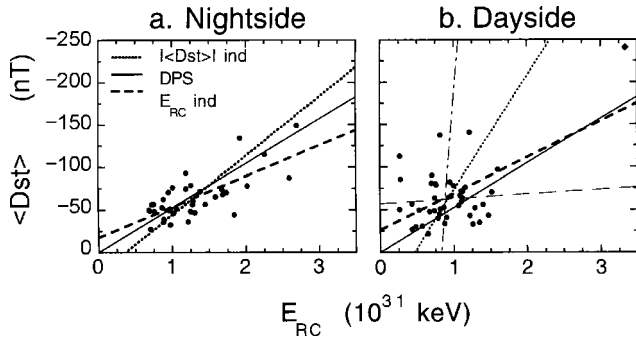 a. Nightside
b. Dayside
<Dst> (nT)
−250
−200
−150
−100
−50
0
I<Dst>I ind
DPS
E_RC ind
0 1 2 3
0 1 2 3
E_RC (10^31 keV)